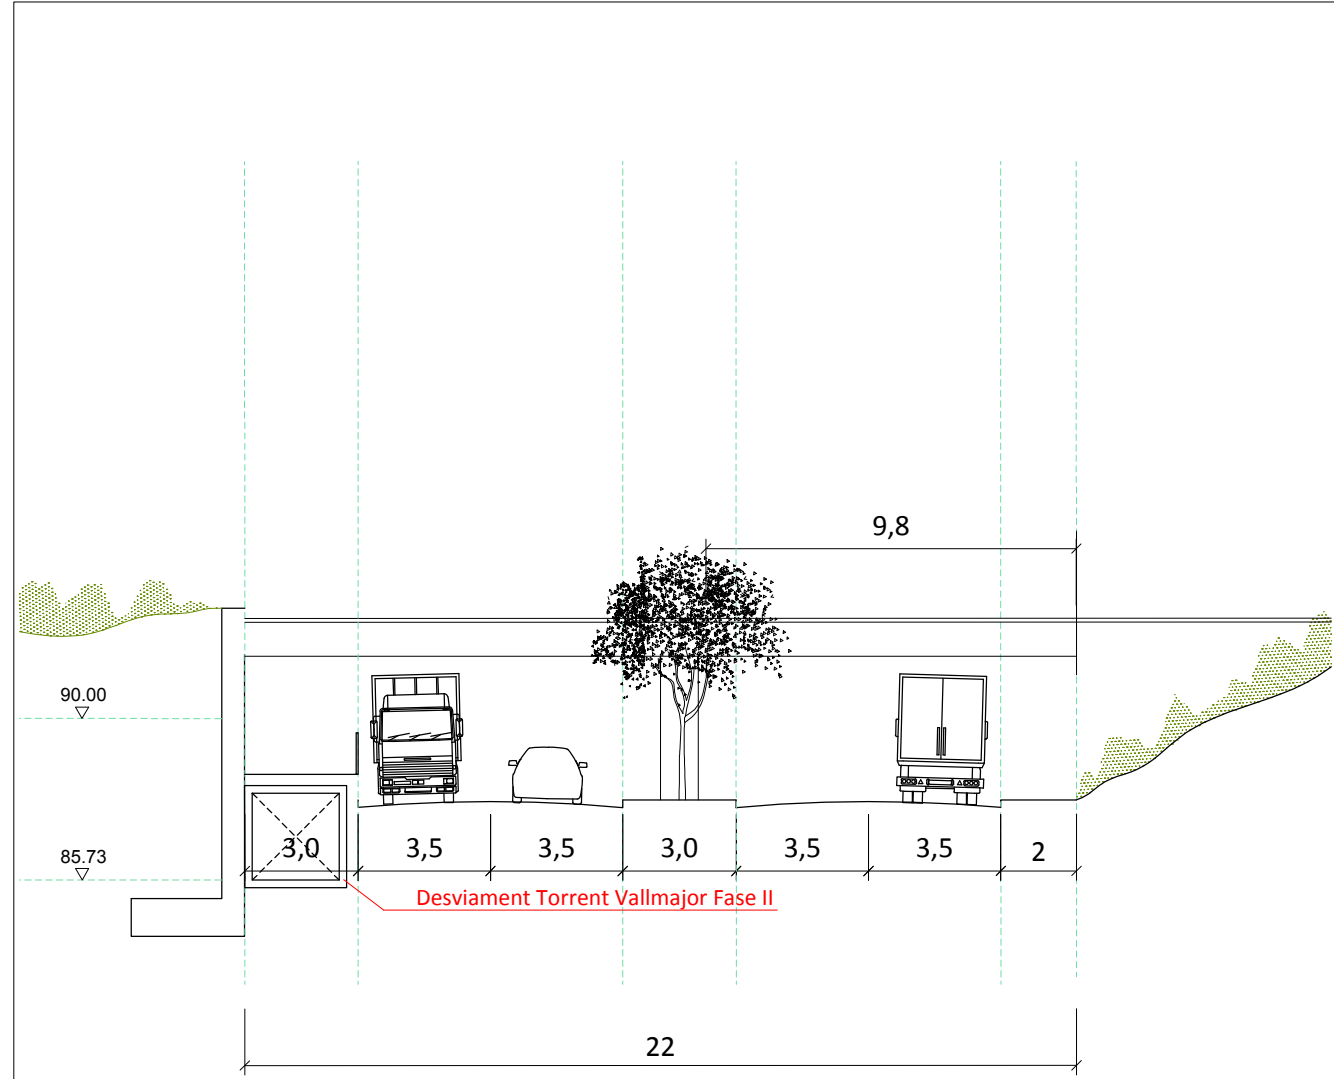 9,8
90.00
85.73
3,0 3,5 3,5 3,0 3,5 3,5 2
Desviament Torrent Vallmajor Fase II
22